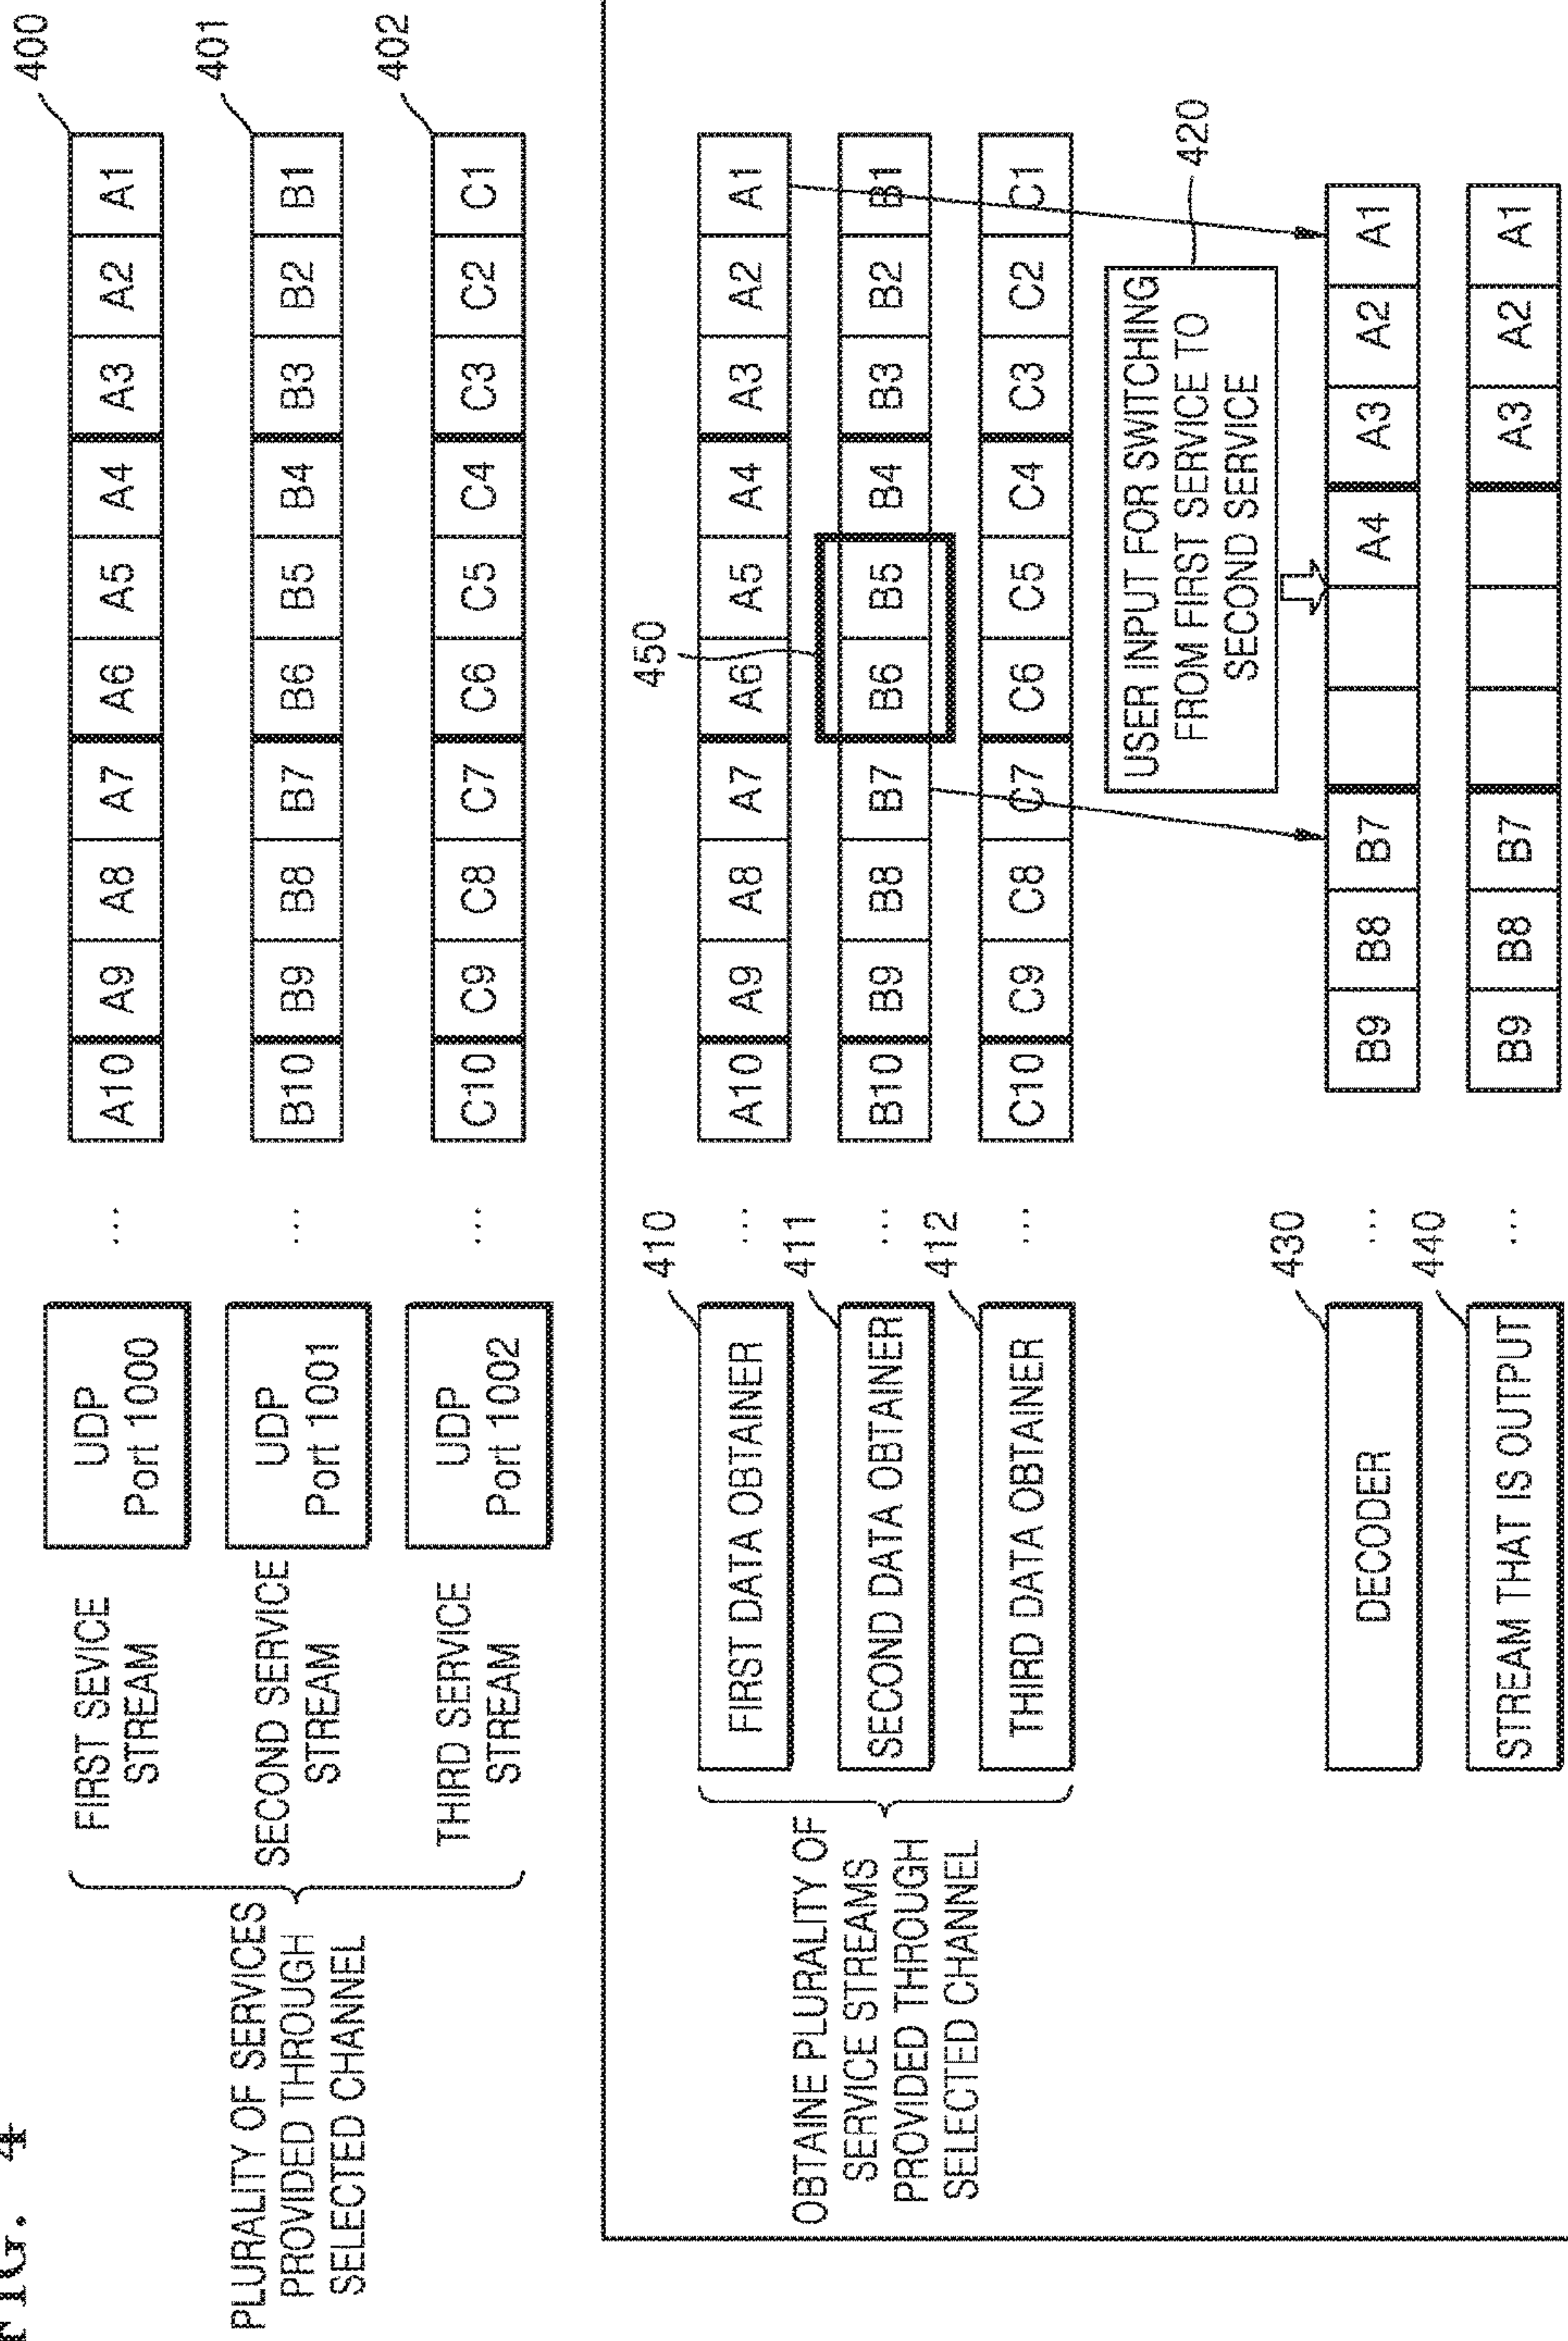 FIG. 4
PLURALITY OF SERVICES
PROVIDED THROUGH
SELECTED CHANNEL
FIRST SEVICE
STREAM
UDP
Port 1000
... A10 A9 A8 A7 A6 A5 A4 A3 A2 A1
400
SECOND SERVICE
STREAM
UDP
Port 1001
... B10 B9 B8 B7 B6 B5 B4 B3 B2 B1
401
THIRD SERVICE
STREAM
UDP
Port 1002
... C10 C9 C8 C7 C6 C5 C4 C3 C2 C1
402
OBTAINE PLURALITY OF
SERVICE STREAMS
PROVIDED THROUGH
SELECTED CHANNEL
410
450
FIRST DATA OBTAINER
... A10 A9 A8 A7 A6 A5 A4 A3 A2 A1
411
SECOND DATA OBTAINER
... B10 B9 B8 B7 B6 B5 B4 B3 B2 B1
412
THIRD DATA OBTAINER
... C10 C9 C8 C7 C6 C5 C4 C3 C2 C1
USER INPUT FOR SWITCHING
FROM FIRST SERVICE TO
SECOND SERVICE
420
430
DECODER
... B9 B8 B7 A4 A3 A2 A1
440
STREAM THAT IS OUTPUT
... B9 B8 B7 A3 A2 A1